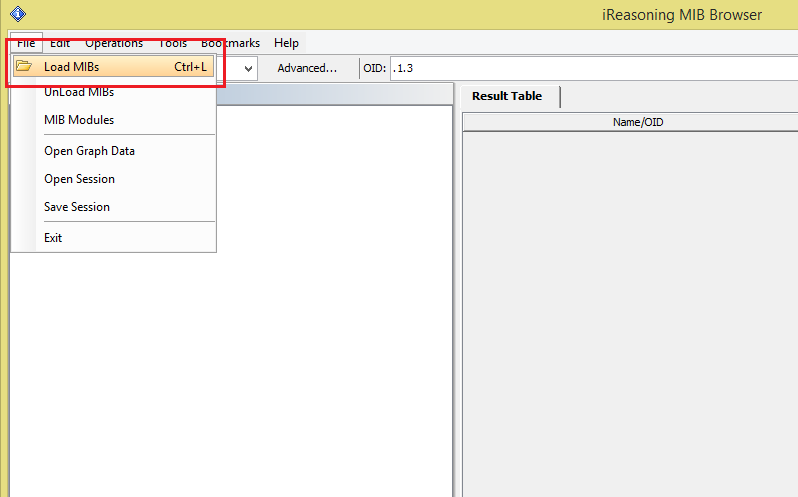 iReasoning MIB Browser
File Edit Operations Tools Bookmarks Help
Load MIBs Ctrl+L
Advanced... OID: .1.3
UnLoad MIBs
Result Table
MIB Modules
Name/OID
Open Graph Data
Open Session
Save Session
Exit